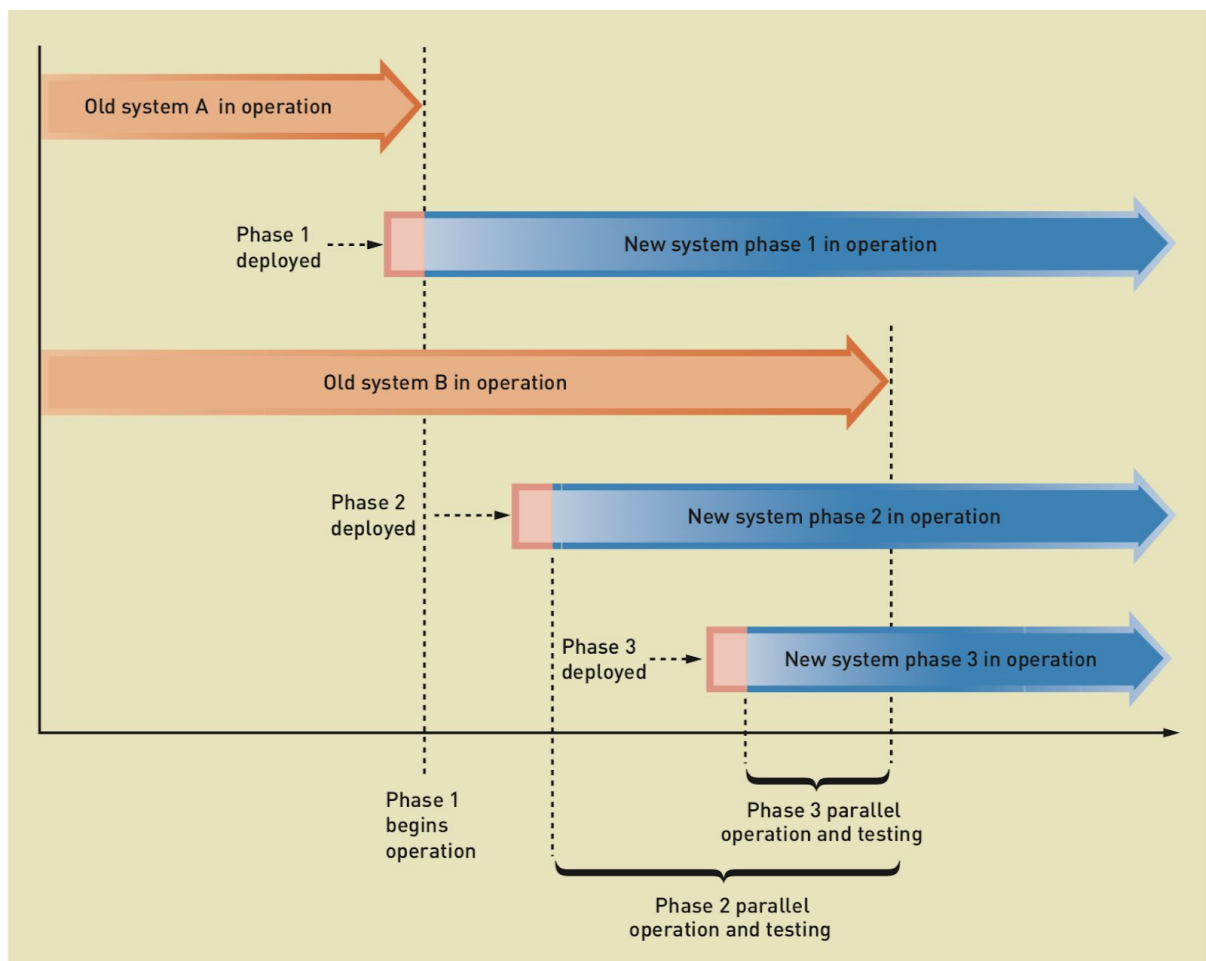 Old system A in operation
Phase 1
deployed
New system phase 1 in operation
Old system B in operation
Phase 2
deployed
New system phase 2 in operation
Phase 3
deployed
New system phase 3 in operation
Phase 1
begins
operation
Phase 3 parallel
operation and testing
Phase 2 parallel
operation and testing